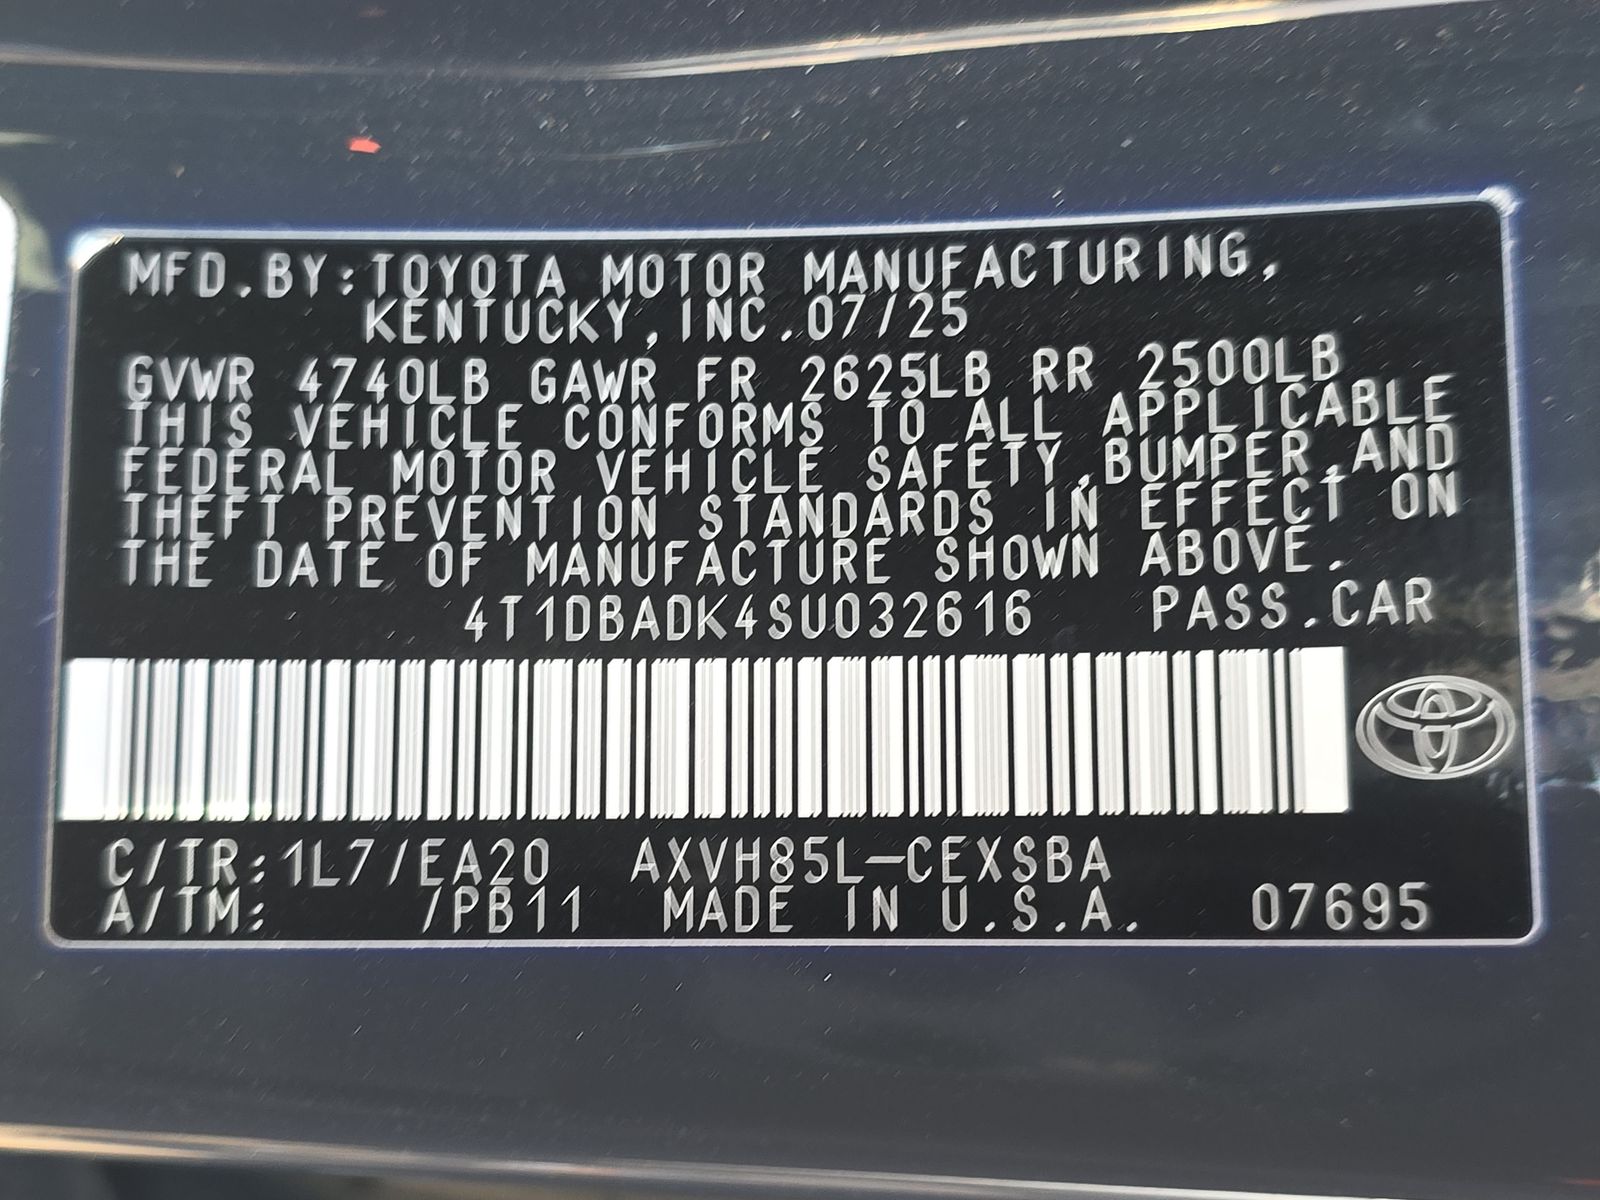 MFD.BY:TOYOTA MOTOR MANUFACTURING,
KENTUCKY,INC.07/25
GVWR 4740LB GAWR FR 2625LB RR 2500LB
THIS VEHICLE CONFORMS TO ALL APPLICABLE
FEDERAL MOTOR VEHICLE SAFETY,BUMPER,AND
THEFT PREVENTION STANDARDS IN EFFECT ON
THE DATE OF MANUFACTURE SHOWN ABOVE.
4T1DBADK4SU032616 PASS.CAR
C/TR:1L7/EA20 AXVH85L-CEXSBA
A/TM: /PB11 MADE IN U.S.A. 07695